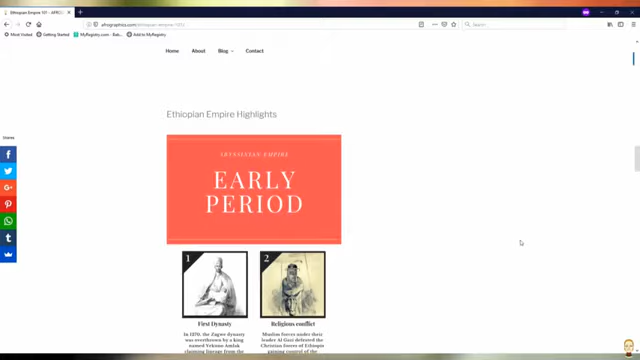 Ethiopian Empire 101 - AFROG
afrographics.com/ethiopian-empire-101/
Search
Most Visited
Getting Started
MyRegistry.com - Bab...
Add to MyRegistry
Home
About
Blog
Contact
Ethiopian Empire Highlights
Shares
ABYSSINIAN EMPIRE
EARLY
PERIOD
1
2
First Dynasty
Religious conflict
In 1270, the Zagwe dynasty
was overthrown by a king
named Yekuno Amlak
claiming lineage from the
Muslim forces under their
leader Al Gazi defeated the
Christian forces of Ethiopia
gaining control of the